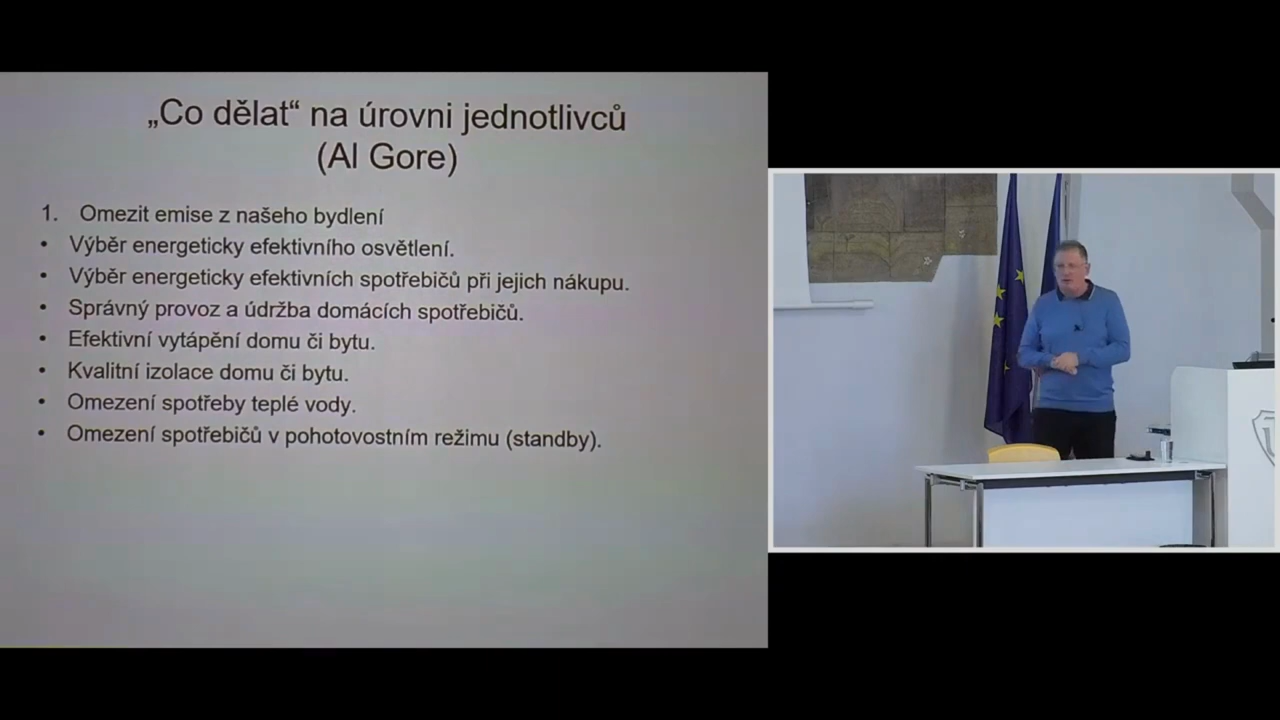 „Co dělat“ na úrovni jednotlivců
(Al Gore)
1. Omezit emise z našeho bydlení
• Výběr energeticky efektivního osvětlení.
• Výběr energeticky efektivních spotřebičů při jejich nákupu.
• Správný provoz a údržba domácích spotřebičů.
• Efektivní vytápění domu či bytu.
• Kvalitní izolace domu či bytu.
• Omezení spotřeby teplé vody.
• Omezení spotřebičů v pohotovostním režimu (standby).